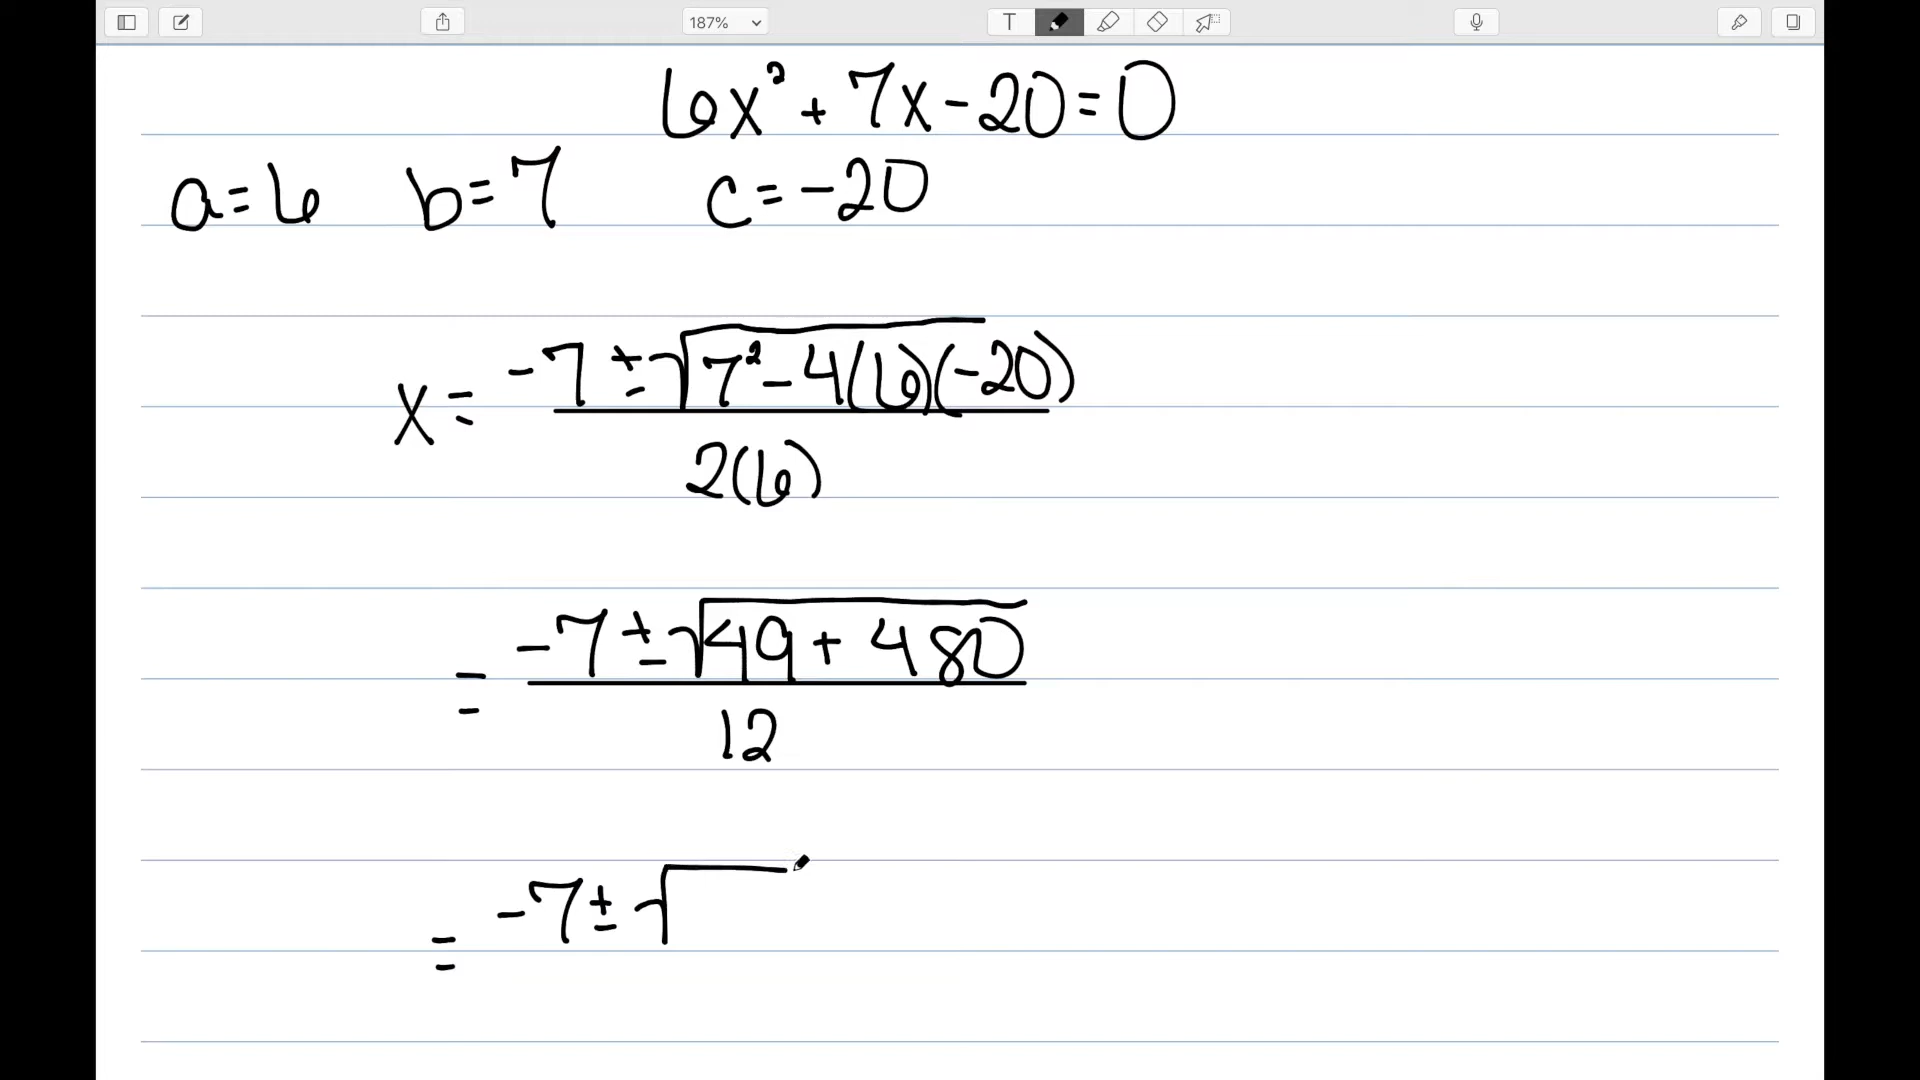 187%
T
6x² + 7x - 20 = 0
a = 6 b = 7 c = -20
x = -7 ± √7² - 4(6)(-20)
2(6)
= -7 ± √49 + 480
12
= -7 ± √